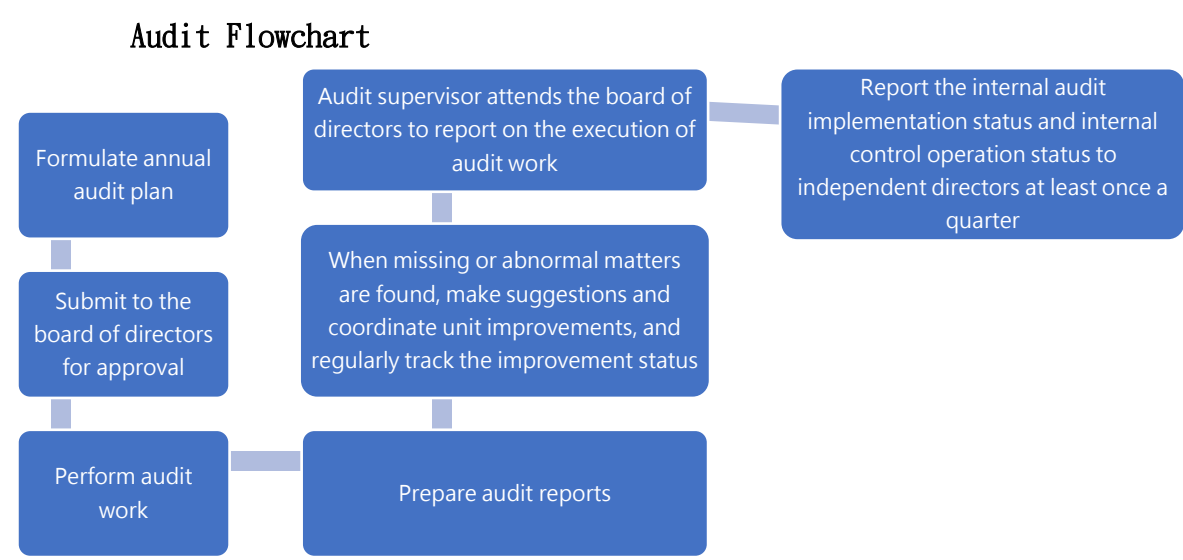 Audit Flowchart
Formulate annual
audit plan
Submit to the
board of directors
for approval
Perform audit
work
Prepare audit reports
When missing or abnormal matters
are found, make suggestions and
coordinate unit improvements, and
regularly track the improvement status
Audit supervisor attends the board of
directors to report on the execution of
audit work
Report the internal audit
implementation status and internal
control operation status to
independent directors at least once a
quarter